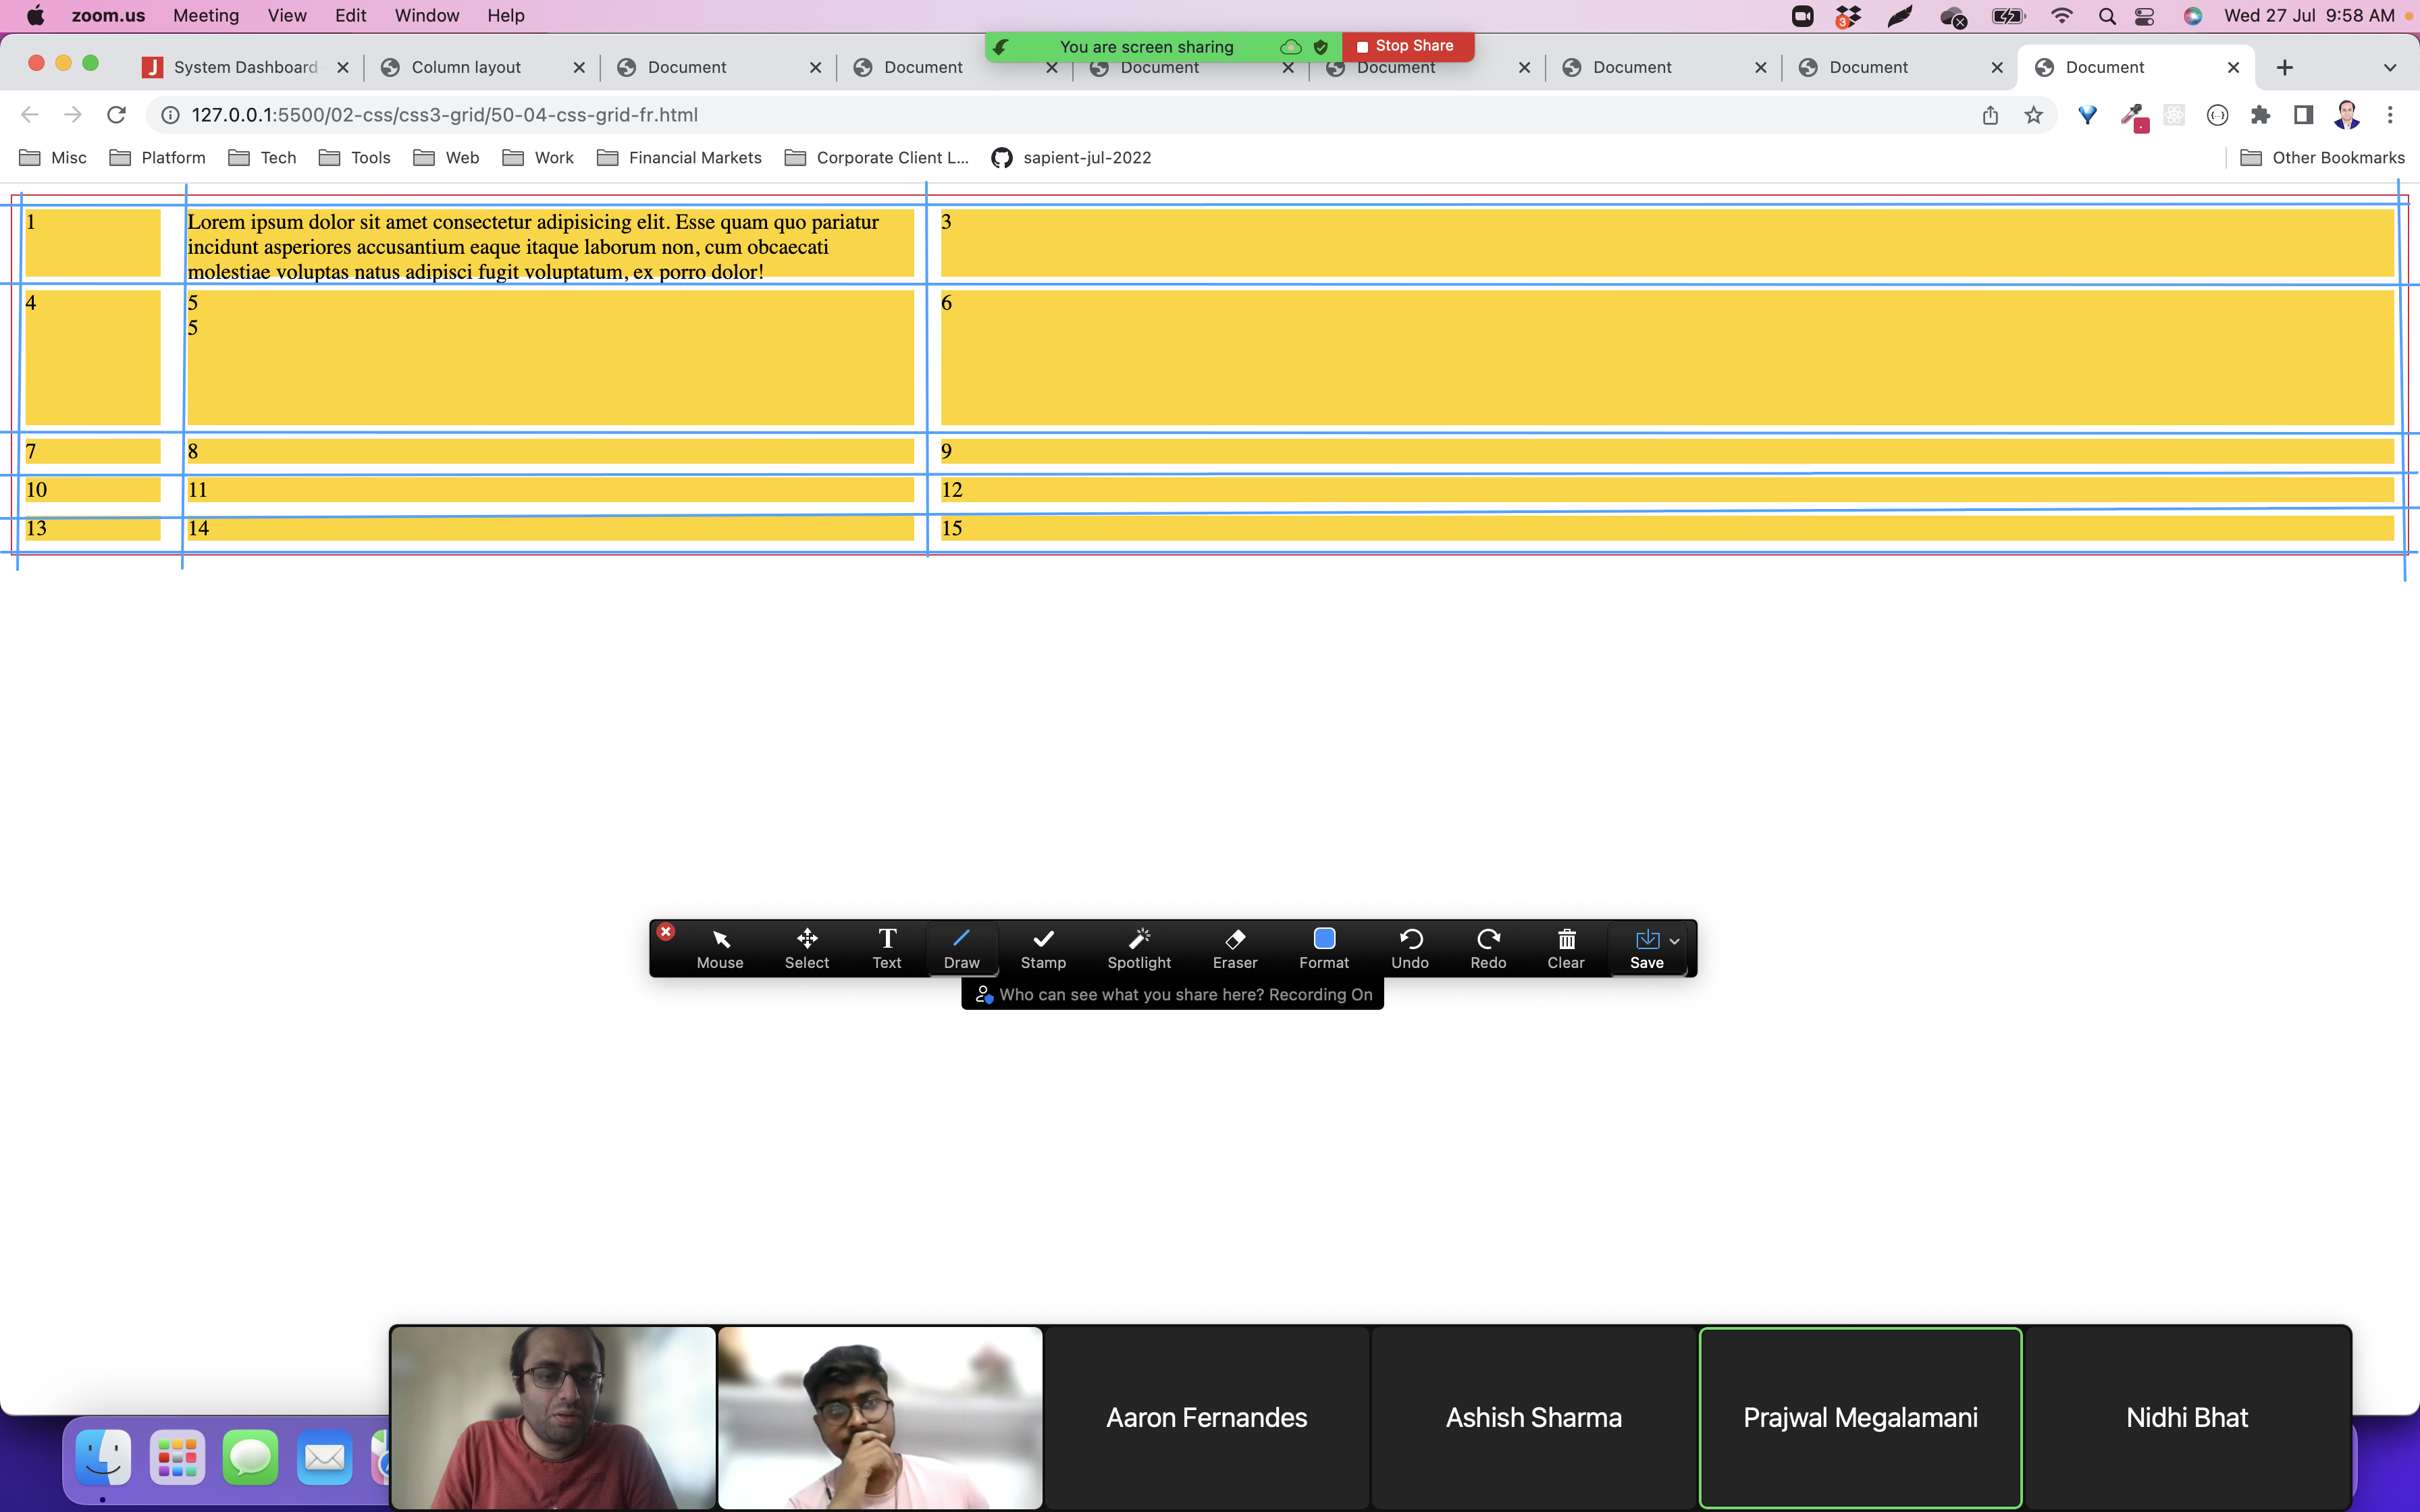 zoom.us Meeting View Edit Window Help
3
Wed 27 Jul 9:58 AM
You are screen sharing
Stop Share
System Dashboard
Column layout
Document
Document
Document
Document
Document
Document
Document
127.0.0.1:5500/02-css/css3-grid/50-04-css-grid-fr.html
Misc Platform Tech Tools Web Work Financial Markets Corporate Client L... sapient-jul-2022 Other Bookmarks
1
Lorem ipsum dolor sit amet consectetur adipisicing elit. Esse quam quo pariatur
incidunt asperiores accusantium eaque itaque laborum non, cum obcaecati
molestiae voluptas natus adipisci fugit voluptatum, ex porro dolor!
3
4
5
5
6
7
8
9
10
11
12
13
14
15
Mouse Select Text Draw Stamp Spotlight Eraser Format Undo Redo Clear Save
Who can see what you share here? Recording On
Aaron Fernandes
Ashish Sharma
Prajwal Megalamani
Nidhi Bhat